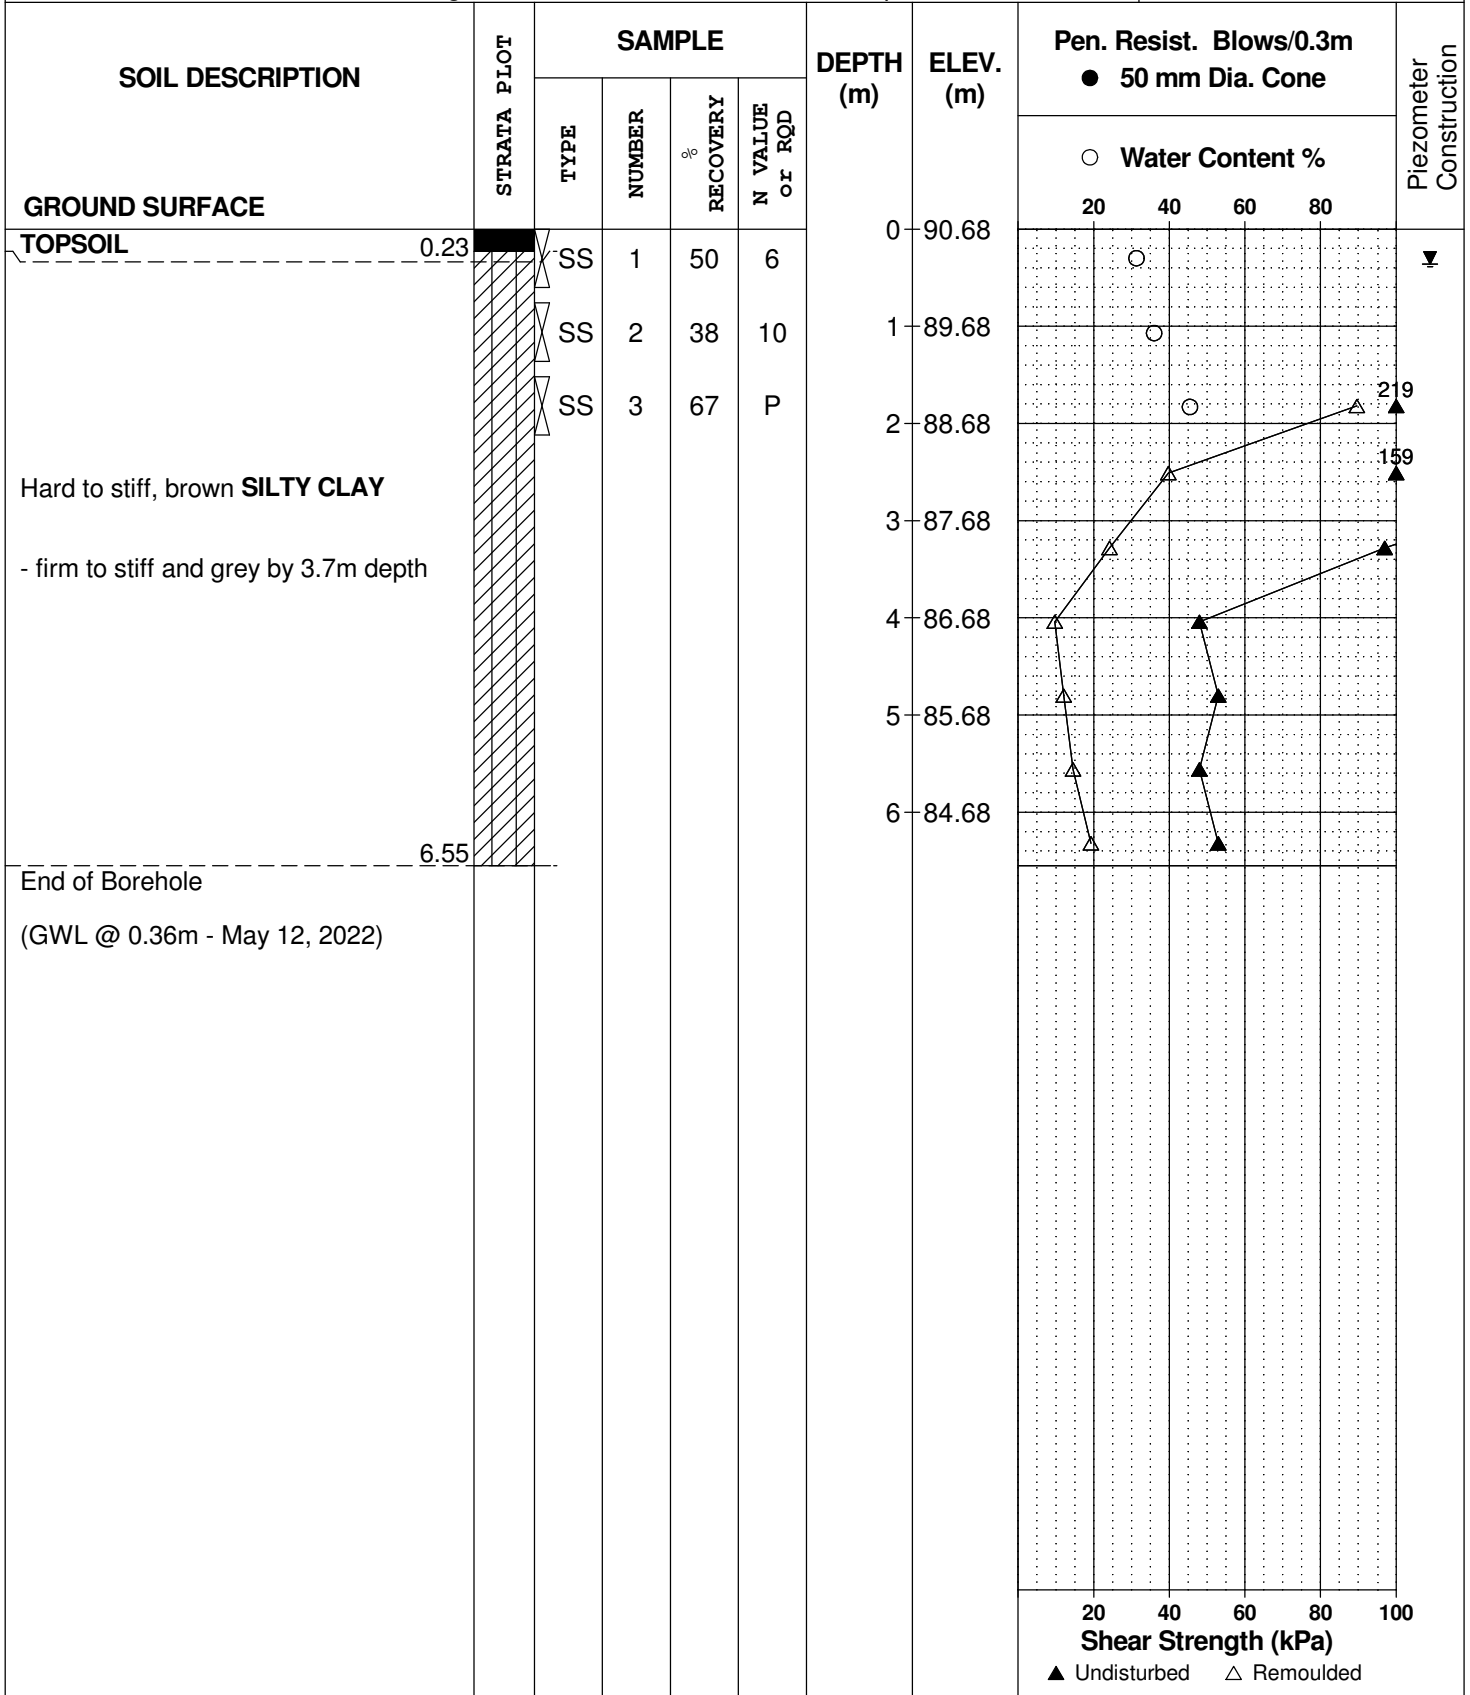 SOIL DESCRIPTION
GROUND SURFACE
STRATA PLOT
SAMPLE
TYPE
NUMBER
% RECOVERY
N VALUE or RQD
DEPTH (m)
ELEV. (m)
Pen. Resist. Blows/0.3m
● 50 mm Dia. Cone
○ Water Content %
20 40 60 80
Piezometer Construction
TOPSOIL 0.23
SS 1 50 6
SS 2 38 10
SS 3 67 P
0 90.68
1 89.68
2 88.68
3 87.68
4 86.68
5 85.68
6 84.68
219
159
Hard to stiff, brown SILTY CLAY
- firm to stiff and grey by 3.7m depth
6.55
End of Borehole
(GWL @ 0.36m - May 12, 2022)
20 40 60 80 100
Shear Strength (kPa)
▲ Undisturbed △ Remoulded